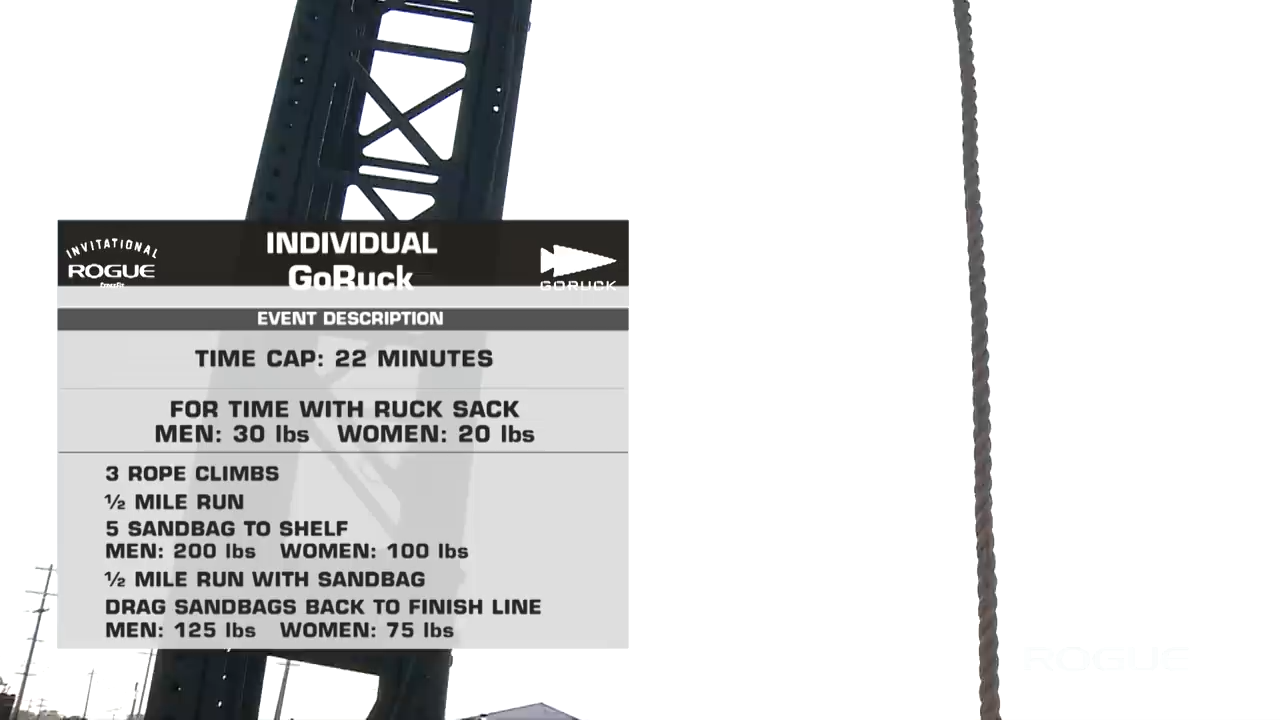 INVITATIONAL
ROGUE
CrossFit
INDIVIDUAL
GoRuck
GORUCK
EVENT DESCRIPTION
TIME CAP: 22 MINUTES
FOR TIME WITH RUCK SACK
MEN: 30 lbs WOMEN: 20 lbs
3 ROPE CLIMBS
½ MILE RUN
5 SANDBAG TO SHELF
MEN: 200 lbs WOMEN: 100 lbs
½ MILE RUN WITH SANDBAG
DRAG SANDBAGS BACK TO FINISH LINE
MEN: 125 lbs WOMEN: 75 lbs
ROGUE